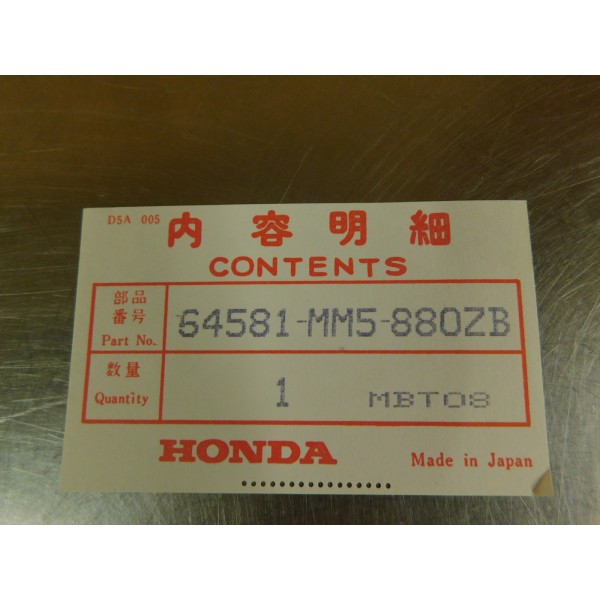 D5A 005
内容明細
CONTENTS
部品
番号
Part No.
64581-MM5-880ZB
数量
Quantity
1 MBT08
HONDA
Made in Japan